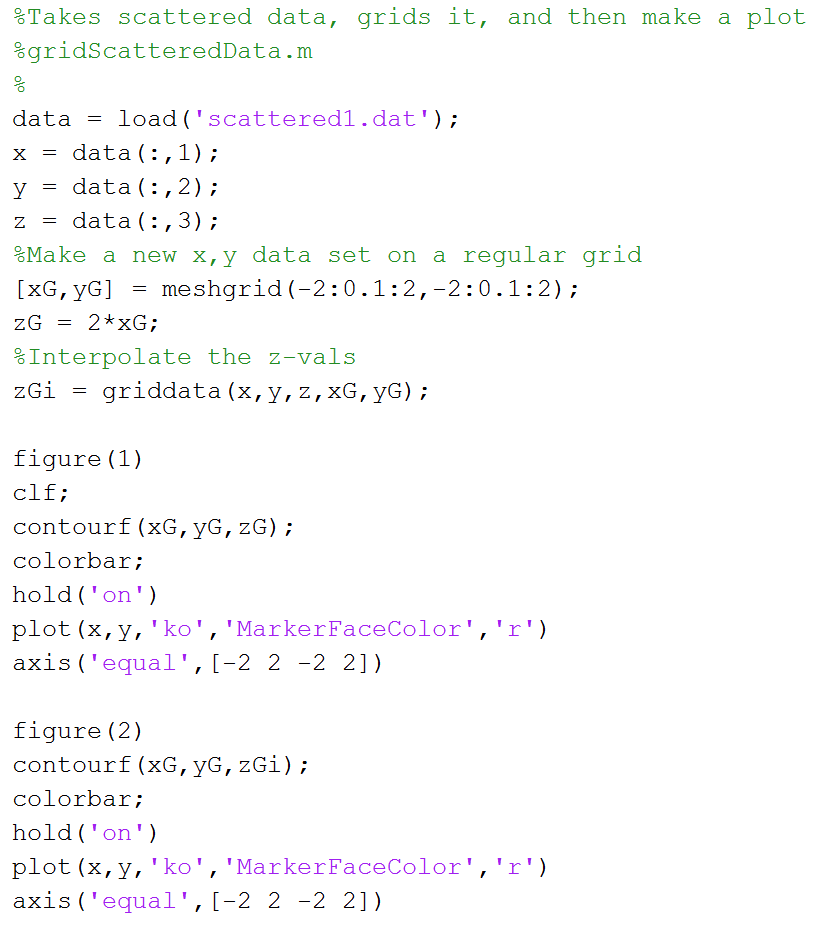 %Takes scattered data, grids it, and then make a plot
%gridScatteredData.m
%
data = load('scattered1.dat');
x = data(:,1);
y = data(:,2);
z = data(:,3);
%Make a new x,y data set on a regular grid
[xG,yG] = meshgrid(-2:0.1:2,-2:0.1:2);
zG = 2*xG;
%Interpolate the z-vals
zGi = griddata(x,y,z,xG,yG);

figure(1)
clf;
contourf(xG,yG,zG);
colorbar;
hold('on')
plot(x,y,'ko','MarkerFaceColor','r')
axis('equal',[-2 2 -2 2])

figure(2)
contourf(xG,yG,zGi);
colorbar;
hold('on')
plot(x,y,'ko','MarkerFaceColor','r')
axis('equal',[-2 2 -2 2])